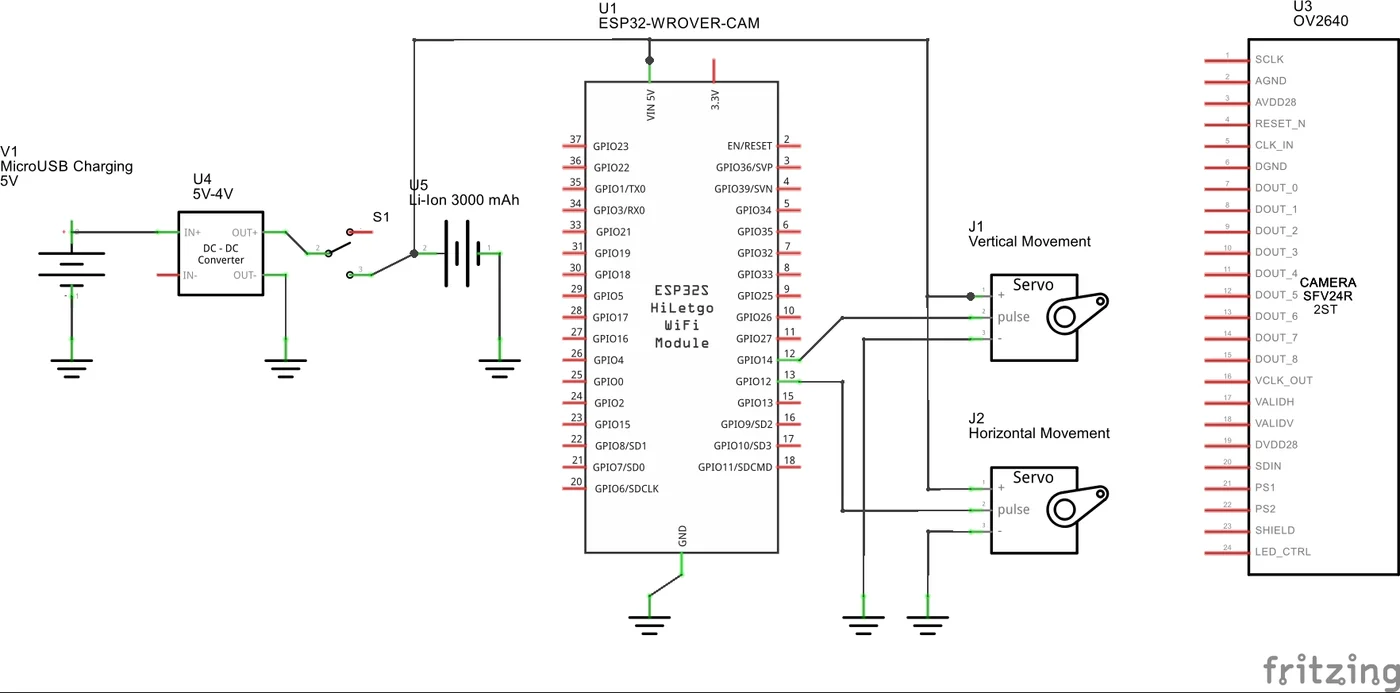 U1
ESP32-WROVER-CAM
U3
OV2640
V1
MicroUSB Charging
5V
+
-
1
U4
5V-4V
IN+
OUT+
DC - DC
Converter
IN-
OUT-
S1
2
3
U5
Li-Ion 3000 mAh
2
1
VIN 5V
3.3V
37 GPIO23
36 GPIO22
35 GPIO1/TX0
34 GPIO3/RX0
33 GPIO21
31 GPIO19
30 GPIO18
29 GPIO5
28 GPIO17
27 GPIO16
26 GPIO4
25 GPIO0
24 GPIO2
23 GPIO15
22 GPIO8/SD1
21 GPIO7/SD0
20 GPIO6/SDCLK
ESP32S
HiLetgo
WiFi
Module
EN/RESET 2
GPIO36/SVP 3
GPIO39/SVN 4
GPIO34 5
GPIO35 6
GPIO32 7
GPIO33 8
GPIO25 9
GPIO26 10
GPIO27 11
GPIO14 12
GPIO12 13
GPIO13 15
GPIO9/SD2 16
GPIO10/SD3 17
GPIO11/SDCMD 18
GND
J1
Vertical Movement
Servo
1 +
2 pulse
3 -
J2
Horizontal Movement
Servo
1 +
2 pulse
3 -
1 SCLK
2 AGND
3 AVDD28
4 RESET_N
5 CLK_IN
6 DGND
7 DOUT_0
8 DOUT_1
9 DOUT_2
10 DOUT_3
11 DOUT_4
12 DOUT_5
13 DOUT_6
14 DOUT_7
15 DOUT_8
16 VCLK_OUT
17 VALIDH
18 VALIDV
19 DVDD28
20 SDIN
21 PS1
22 PS2
23 SHIELD
24 LED_CTRL
CAMERA
SFV24R
2ST
fritzing